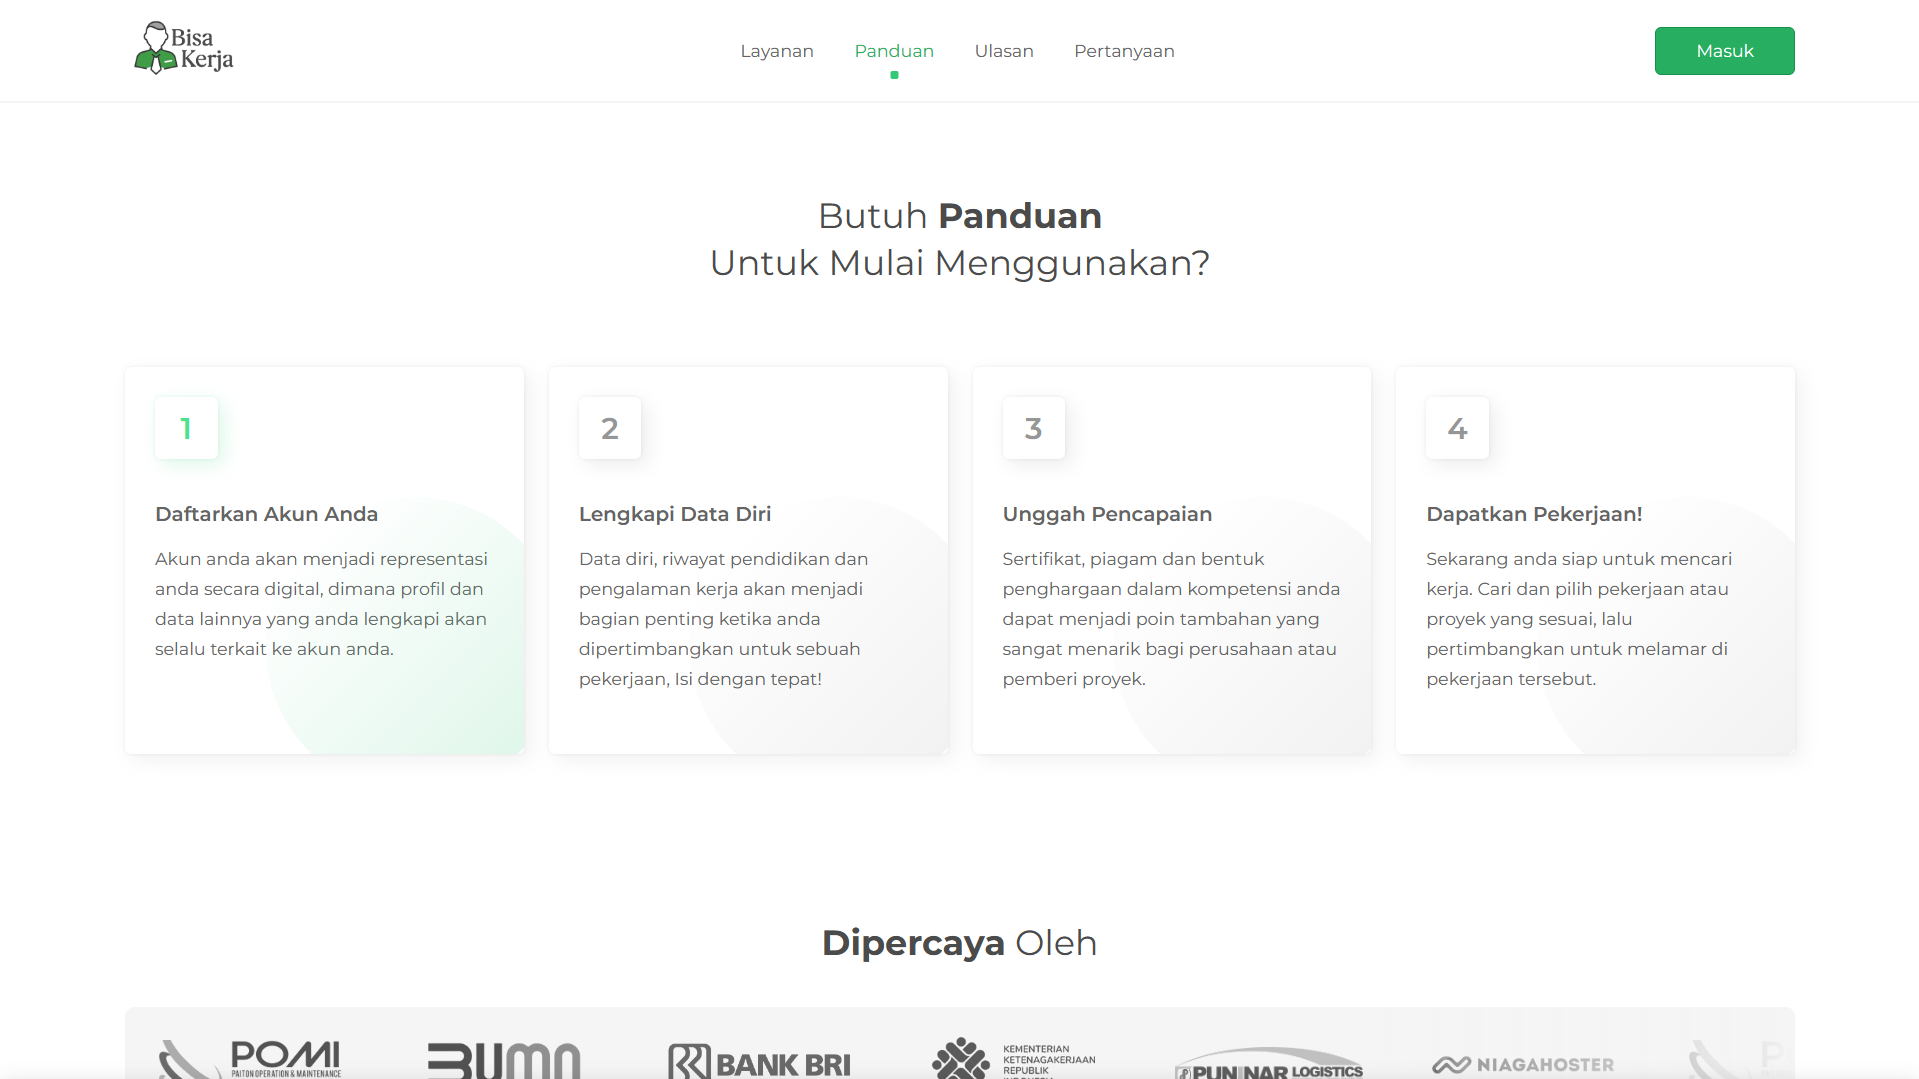 Bisa
Kerja
Layanan
Panduan
Ulasan
Pertanyaan
Masuk
Butuh Panduan
Untuk Mulai Menggunakan?
1
Daftarkan Akun Anda
Akun anda akan menjadi representasi
anda secara digital, dimana profil dan
data lainnya yang anda lengkapi akan
selalu terkait ke akun anda.
2
Lengkapi Data Diri
Data diri, riwayat pendidikan dan
pengalaman kerja akan menjadi
bagian penting ketika anda
dipertimbangkan untuk sebuah
pekerjaan, Isi dengan tepat!
3
Unggah Pencapaian
Sertifikat, piagam dan bentuk
penghargaan dalam kompetensi anda
dapat menjadi poin tambahan yang
sangat menarik bagi perusahaan atau
pemberi proyek.
4
Dapatkan Pekerjaan!
Sekarang anda siap untuk mencari
kerja. Cari dan pilih pekerjaan atau
proyek yang sesuai, lalu
pertimbangkan untuk melamar di
pekerjaan tersebut.
Dipercaya Oleh
POMI
PAITON OPERATION & MAINTENANCE
BUMN
BANK BRI
KEMENTERIAN
KETENAGAKERJAAN
REPUBLIK
PUNINAR LOGISTICS
NIAGAHOSTER